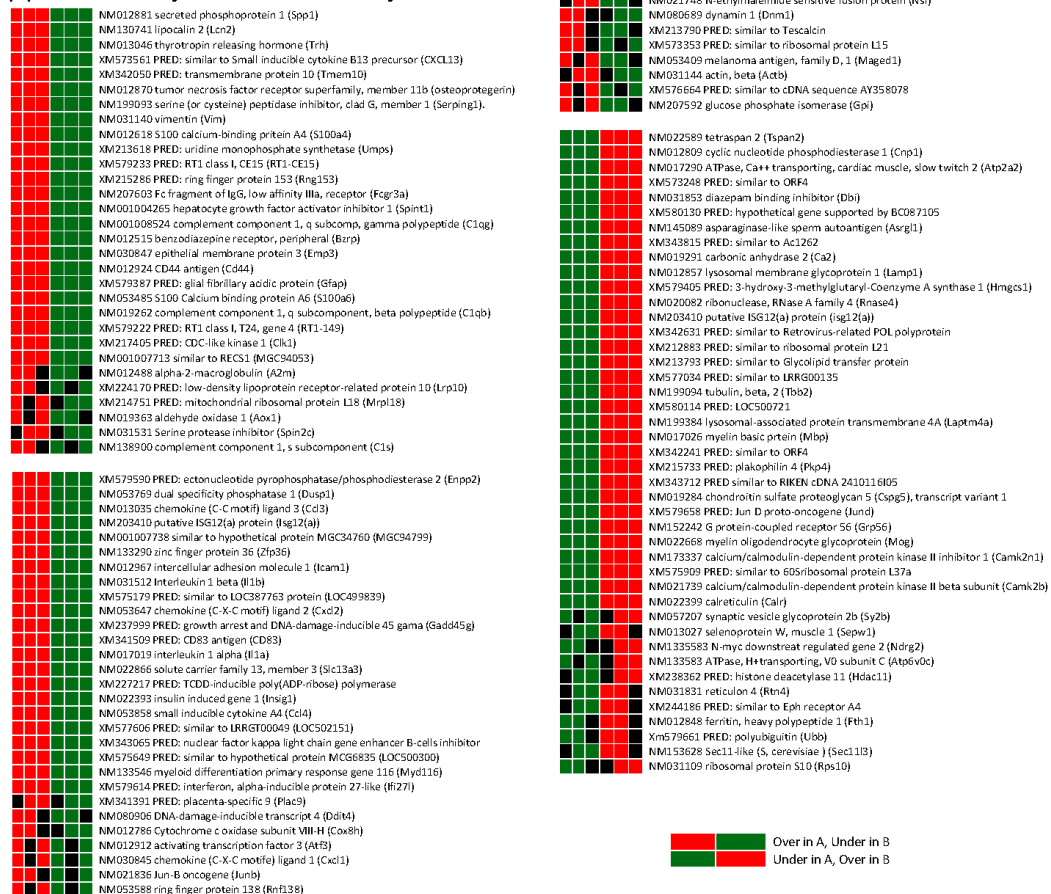 NM012881 secreted phosphoprotein 1 (Spp1)
NM130741 lipocalin 2 (Lcn2)
NM013046 thyrotropin releasing hormone (Trh)
XM573561 PRED: similar to Small inducible cytokine B13 precursor (CXCL13)
XM342050 PRED: transmembrane protein 10 (Tmem10)
NM012870 tumor necrosis factor receptor superfamily, member 11b (osteoprotegerin)
NM199093 serine (or cysteine) peptidase inhibitor, clad G, member 1 (Serping1).
NM031140 vimentin (Vim)
NM012618 S100 calcium-binding pritein A4 (S100a4)
XM213618 PRED: uridine monophosphate synthetase (Umps)
XM579233 PRED: RT1 class I, CE15 (RT1-CE15)
XM215286 PRED: ring finger protein 153 (Rng153)
NM207603 Fc fragment of IgG, low affinity IIIa, receptor (Fcgr3a)
NM001004265 hepatocyte growth factor activator inhibitor 1 (Spint1)
NM001008524 complement component 1, q subcomp, gamma polypeptide (C1qg)
NM012515 benzodiazepine receptor, peripheral (Bzrp)
NM030847 epithelial membrane protein 3 (Emp3)
NM012924 CD44 antigen (Cd44)
XM579387 PRED: glial fibrillary acidic protein (Gfap)
NM053485 S100 Calcium binding protein A6 (S100a6)
NM019262 complement component 1, q subcomponent, beta polypeptide (C1qb)
XM579222 PRED: RT1 class I, T24, gene 4 (RT1-149)
XM217405 PRED: CDC-like kinase 1 (Clk1)
NM001007713 similar to RECS1 (MGC94053)
NM012488 alpha-2-macroglobulin (A2m)
XM224170 PRED: low-density lipoprotein receptor-related protein 10 (Lrp10)
XM214751 PRED: mitochondrial ribosomal protein L18 (Mrpl18)
NM019363 aldehyde oxidase 1 (Aox1)
NM031531 Serine protease inhibitor (Spin2c)
NM138900 complement component 1, s subcomponent (C1s)
XM579590 PRED: ectonucleotide pyrophosphatase/phosphodiesterase 2 (Enpp2)
NM053769 dual specificity phosphatase 1 (Dusp1)
NM013035 chemokine (C-C motif) ligand 3 (Ccl3)
NM203410 putative ISG12(a) protein (Isg12(a))
NM001007738 similar to hypothetical protein MGC34760 (MGC94799)
NM133290 zinc finger protein 36 (Zfp36)
NM012967 intercellular adhesion molecule 1 (Icam1)
NM031512 Interleukin 1 beta (Il1b)
XM575179 PRED: similar to LOC387763 protein (LOC499839)
NM053647 chemokine (C-X-C motif) ligand 2 (Cxcl2)
XM237999 PRED: growth arrest and DNA-damage-inducible 45 gama (Gadd45g)
XM341509 PRED: CD83 antigen (CD83)
NM017019 interleukin 1 alpha (Il1a)
NM022866 solute carrier family 13, member 3 (Slc13a3)
XM227217 PRED: TCDD-inducible poly(ADP-ribose) polymerase
NM022393 insulin induced gene 1 (Insig1)
NM053858 small inducible cytokine A4 (Ccl4)
XM577606 PRED: similar to LRRGT00049 (LOC502151)
XM343065 PRED: nuclear factor kappa light chain gene enhancer B-cells inhibitor
XM575649 PRED: similar to hypothetical protein MCG6835 (LOC500300)
NM133546 myeloid differentiation primary response gene 116 (Myd116)
XM579614 PRED: interferon, alpha-inducible protein 27-like (Ifi27l)
XM341391 PRED: placenta-specific 9 (Plac9)
NM080906 DNA-damage-inducible transcript 4 (Ddit4)
NM012786 Cytochrome c oxidase subunit VIII-H (Cox8h)
NM012912 activating transcription factor 3 (Atf3)
NM030845 chemokine (C-X-C motife) ligand 1 (Cxcl1)
NM021836 Jun-B oncogene (Junb)
NM053588 ring finger protein 138 (Rnf138)
NM021748 N-ethylmaleimide sensitive fusion protein (Nsf)
NM080689 dynamin 1 (Dnm1)
XM213790 PRED: similar to Tescalcin
XM573353 PRED: similar to ribosomal protein L15
NM053409 melanoma antigen, family D, 1 (Maged1)
NM031144 actin, beta (Actb)
XM576664 PRED: similar to cDNA sequence AY358078
NM207592 glucose phosphate isomerase (Gpi)
NM022589 tetraspan 2 (Tspan2)
NM012809 cyclic nucleotide phosphodiesterase 1 (Cnp1)
NM017290 ATPase, Ca++ transporting, cardiac muscle, slow twitch 2 (Atp2a2)
XM573248 PRED: similar to ORF4
NM031853 diazepam binding inhibitor (Dbi)
XM580130 PRED: hypothetical gene supported by BC087105
NM145089 asparaginase-like sperm autoantigen (Asrgl1)
XM343815 PRED: similar to Ac1262
NM019291 carbonic anhydrase 2 (Ca2)
NM012857 lysosomal membrane glycoprotein 1 (Lamp1)
XM579405 PRED: 3-hydroxy-3-methylglutaryl-Coenzyme A synthase 1 (Hmgcs1)
NM020082 ribonuclease, RNase A family 4 (Rnase4)
NM203410 putative ISG12(a) protein (isg12(a))
XM342631 PRED: similar to Retrovirus-related POL polyprotein
XM212883 PRED: similar to ribosomal protein L21
XM213793 PRED: similar to Glycolipid transfer protein
XM577034 PRED: similar to LRRG00135
NM199094 tubulin, beta, 2 (Tbb2)
XM580114 PRED: LOC500721
NM199384 lysosomal-associated protein transmembrane 4A (Laptm4a)
NM017026 myelin basic prtein (Mbp)
XM342241 PRED: similar to ORF4
XM215733 PRED: plakophilin 4 (Pkp4)
XM343712 PRED similar to RIKEN cDNA 2410116I05
NM019284 chondroitin sulfate proteoglycan 5 (Cspg5), transcript variant 1
XM579658 PRED: Jun D proto-oncogene (Jund)
NM152242 G protein-coupled receptor 56 (Grp56)
NM022668 myelin oligodendrocyte glycoprotein (Mog)
NM173337 calcium/calmodulin-dependent protein kinase II inhibitor 1 (Camk2n1)
XM575909 PRED: similar to 60Sribosomal protein L37a
NM021739 calcium/calmodulin-dependent protein kinase II beta subunit (Camk2b)
NM022399 calreticulin (Calr)
NM057207 synaptic vesicle glycoprotein 2b (Sy2b)
NM013027 selenoprotein W, muscle 1 (Sepw1)
NM1335583 N-myc downstreat regulated gene 2 (Ndrg2)
NM133583 ATPase, H+transporting, V0 subunit C (Atp6v0c)
XM238362 PRED: histone deacetylase 11 (Hdac11)
NM031831 reticulon 4 (Rtn4)
XM244186 PRED: similar to Eph receptor A4
NM012848 ferritin, heavy polypeptide 1 (Fth1)
Xm579661 PRED: polyubiguitin (Ubb)
NM153628 Sec11-like (S, cerevisiae ) (Sec11l3)
NM031109 ribosomal protein S10 (Rps10)
Over in A, Under in B
Under in A, Over in B